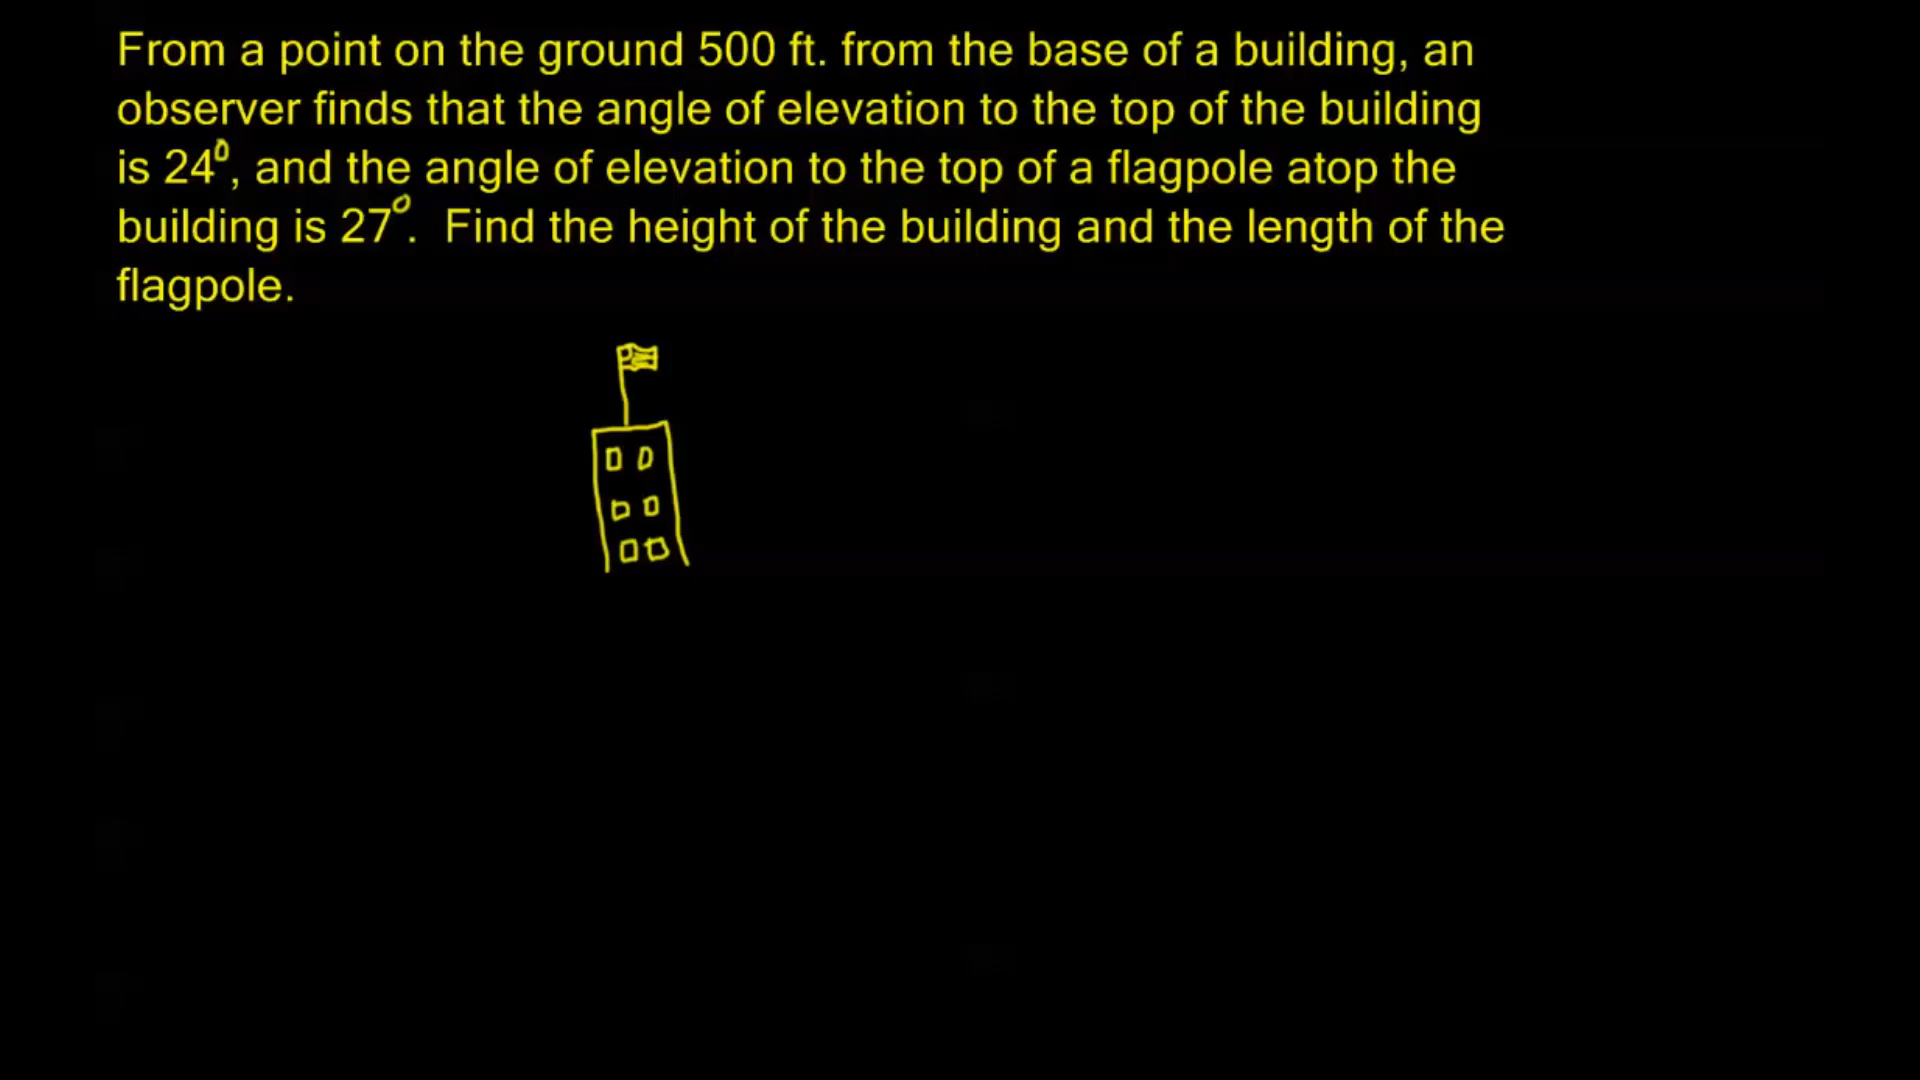 From a point on the ground 500 ft. from the base of a building, an
observer finds that the angle of elevation to the top of the building
is 24⁰, and the angle of elevation to the top of a flagpole atop the
building is 27⁰.  Find the height of the building and the length of the
flagpole.